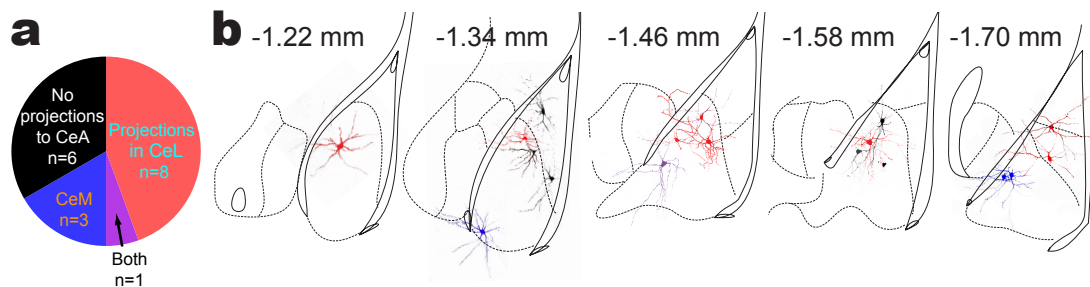 a
No
projections
to CeA
n=6
Projections
in CeL
n=8
CeM
n=3
Both
n=1
b
-1.22 mm
-1.34 mm
-1.46 mm
-1.58 mm
-1.70 mm